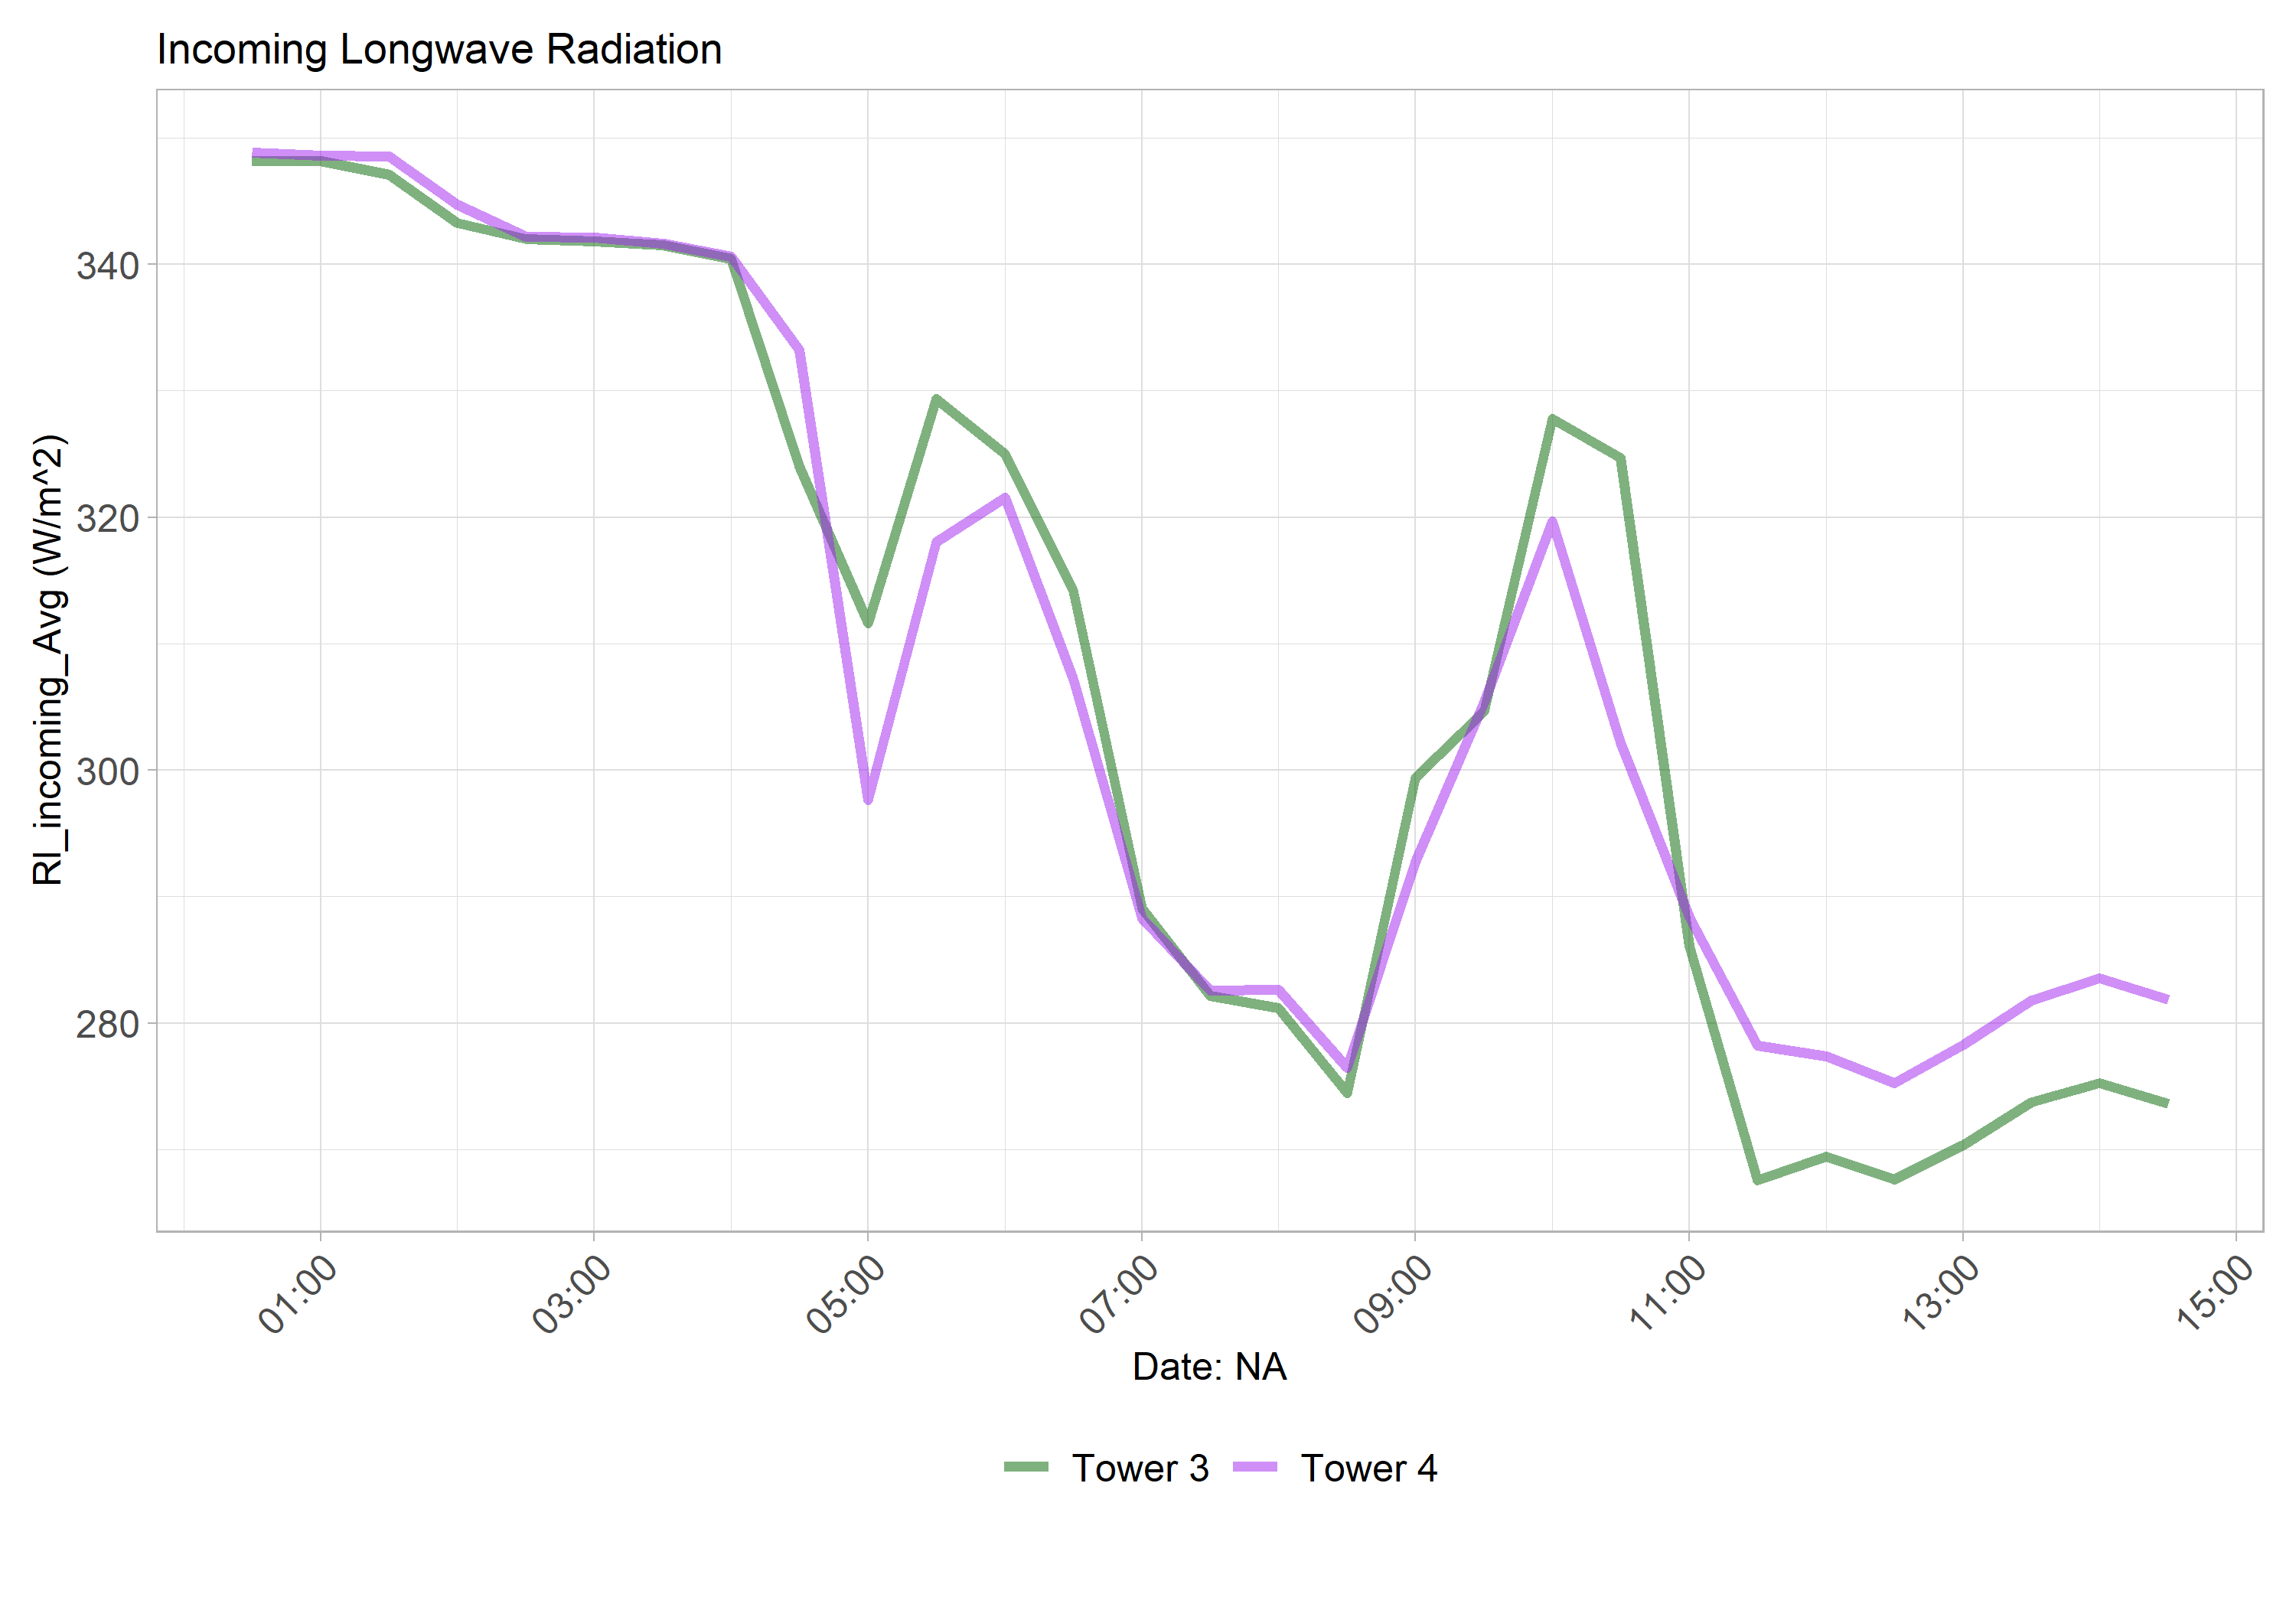 Incoming Longwave Radiation
Rl_incoming_Avg (W/m^2)
340
320
300
280
01:00
03:00
05:00
07:00
09:00
11:00
13:00
15:00
Date: NA
Tower 3
Tower 4